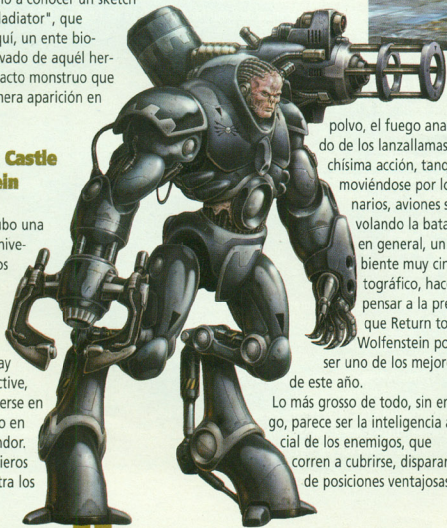 o a conocer un sketch
ladiator", que
quí, un ente bio-
vado de aquél her-
acto monstruo que
nera aparición en
Castle
ein
ubo una
nive-
os
ay
ctive,
erse en
o en
ndor.
ieros
tra los
polvo, el fuego ana
do de los lanzallamas
chísima acción, tanq
moviéndose por lo
narios, aviones s
volando la bata
en general, un
biente muy cin
tográfico, hace
pensar a la pre
que Return to
Wolfenstein po
ser uno de los mejor
de este año.
Lo más grosso de todo, sin em
go, parece ser la inteligencia a
cial de los enemigos, que
corren a cubrirse, disparan
de posiciones ventajosas